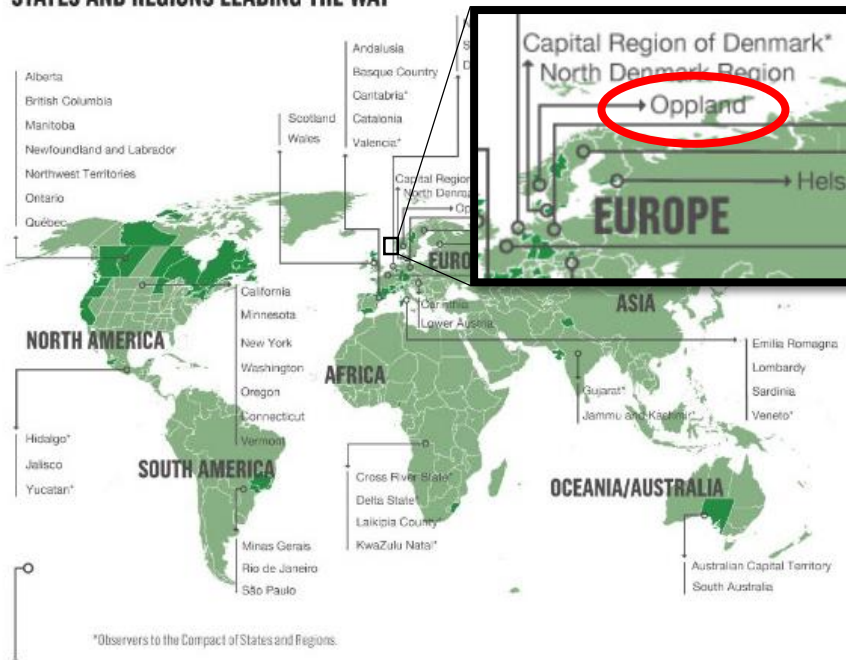 STATES AND REGIONS LEADING THE WAY
Alberta
British Columbia
Manitoba
Newfoundland and Labrador
Northwest Territories
Ontario
Québec
Scotland
Wales
Andalusia
Basque Country
Cantabria*
Catalonia
Valencia*
Capital Region
North Denma
Op
EURO
Capital Region of Denmark*
North Denmark Region
Oppland
Hels
EUROPE
ASIA
NORTH AMERICA
California
Minnesota
New York
Washington
Oregon
Connecticut
Vermont
Carinthia
Lower Austria
AFRICA
Emilia Romagna
Lombardy
Sardinia
Veneto*
Gujarat*
Jammu and Kashmir*
Hidalgo*
Jalisco
Yucatan*
SOUTH AMERICA
Cross River State*
Delta State*
Laikipia County*
KwaZulu Natal*
OCEANIA/AUSTRALIA
Minas Gerais
Rio de Janeiro
São Paulo
Australian Capital Territory
South Australia
*Observers to the Compact of States and Regions.